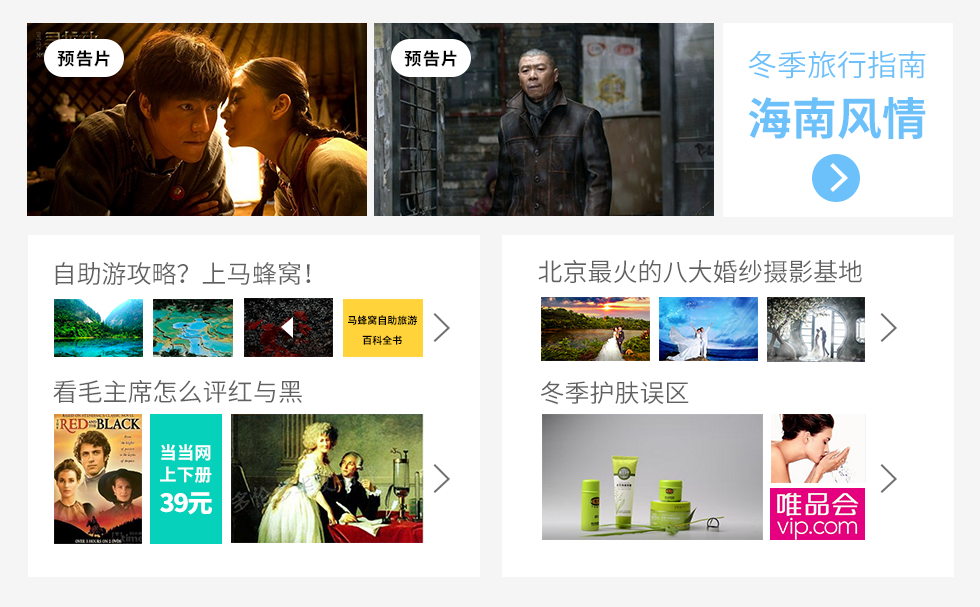 预告片
预告片
冬季旅行指南
海南风情
自助游攻略？上马蜂窝！
马蜂窝自助旅游
百科全书
看毛主席怎么评红与黑
RED AND THE BLACK
当当网
上下册
39元
北京最火的八大婚纱摄影基地
冬季护肤误区
唯品会
vip.com